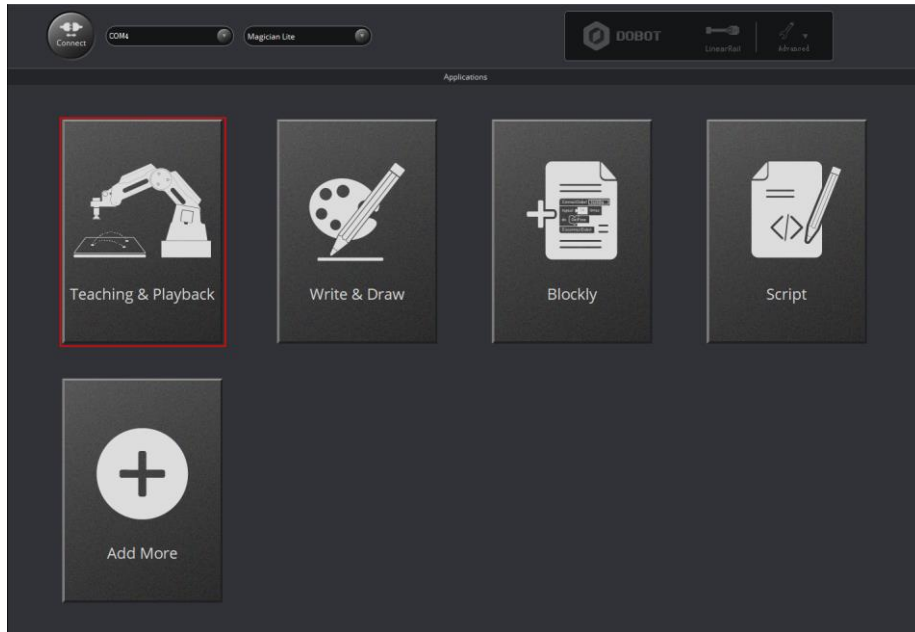 Connect
COM4
Magician Lite
DOBOT
LinearRail
Advanced
Applications
Teaching & Playback
Write & Draw
Blockly
Script
Add More